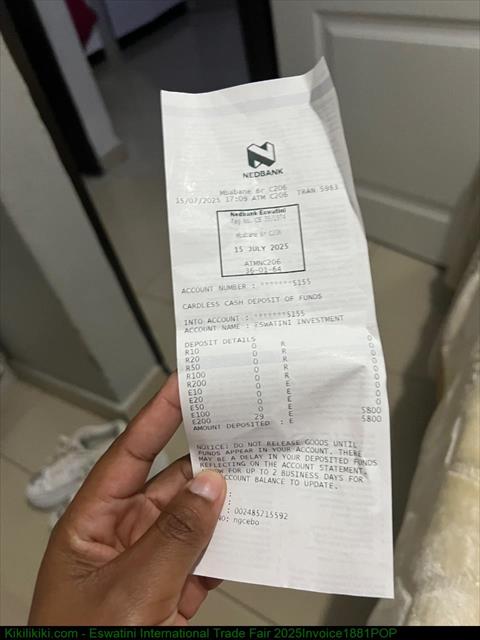 NEDBANK
Mbabane Br C206
15/07/2025 17:09 ATM C206 TRAN 5983
Nedbank Eswatini
Mbabane Br C206
15 JULY 2025
ATMNC206
36-01-64
ACCOUNT NUMBER : *******5155
CARDLESS CASH DEPOSIT OF FUNDS
INTO ACCOUNT : *******5155
ACCOUNT NAME : ESWATINI INVESTMENT
DEPOSIT DETAILS
R10 0 R 0
R20 0 R 0
R50 0 R 0
R100 0 R 0
R200 0 R 0
E10 0 E 0
E20 0 E 0
E50 0 E 0
E100 0 E 0
E200 29 E 5800
AMOUNT DEPOSITED : E 5800
NOTICE: DO NOT RELEASE GOODS UNTIL
FUNDS APPEAR IN YOUR ACCOUNT. THERE
MAY BE A DELAY IN YOUR DEPOSITED FUNDS
REFLECTING ON THE ACCOUNT STATEMENT.
FOR UP TO 2 BUSINESS DAYS FOR
ACCOUNT BALANCE TO UPDATE.
:
:
: 002485215592
NO: ngcebo
Kikilikiki.com - Eswatini International Trade Fair 2025Invoice1881POP